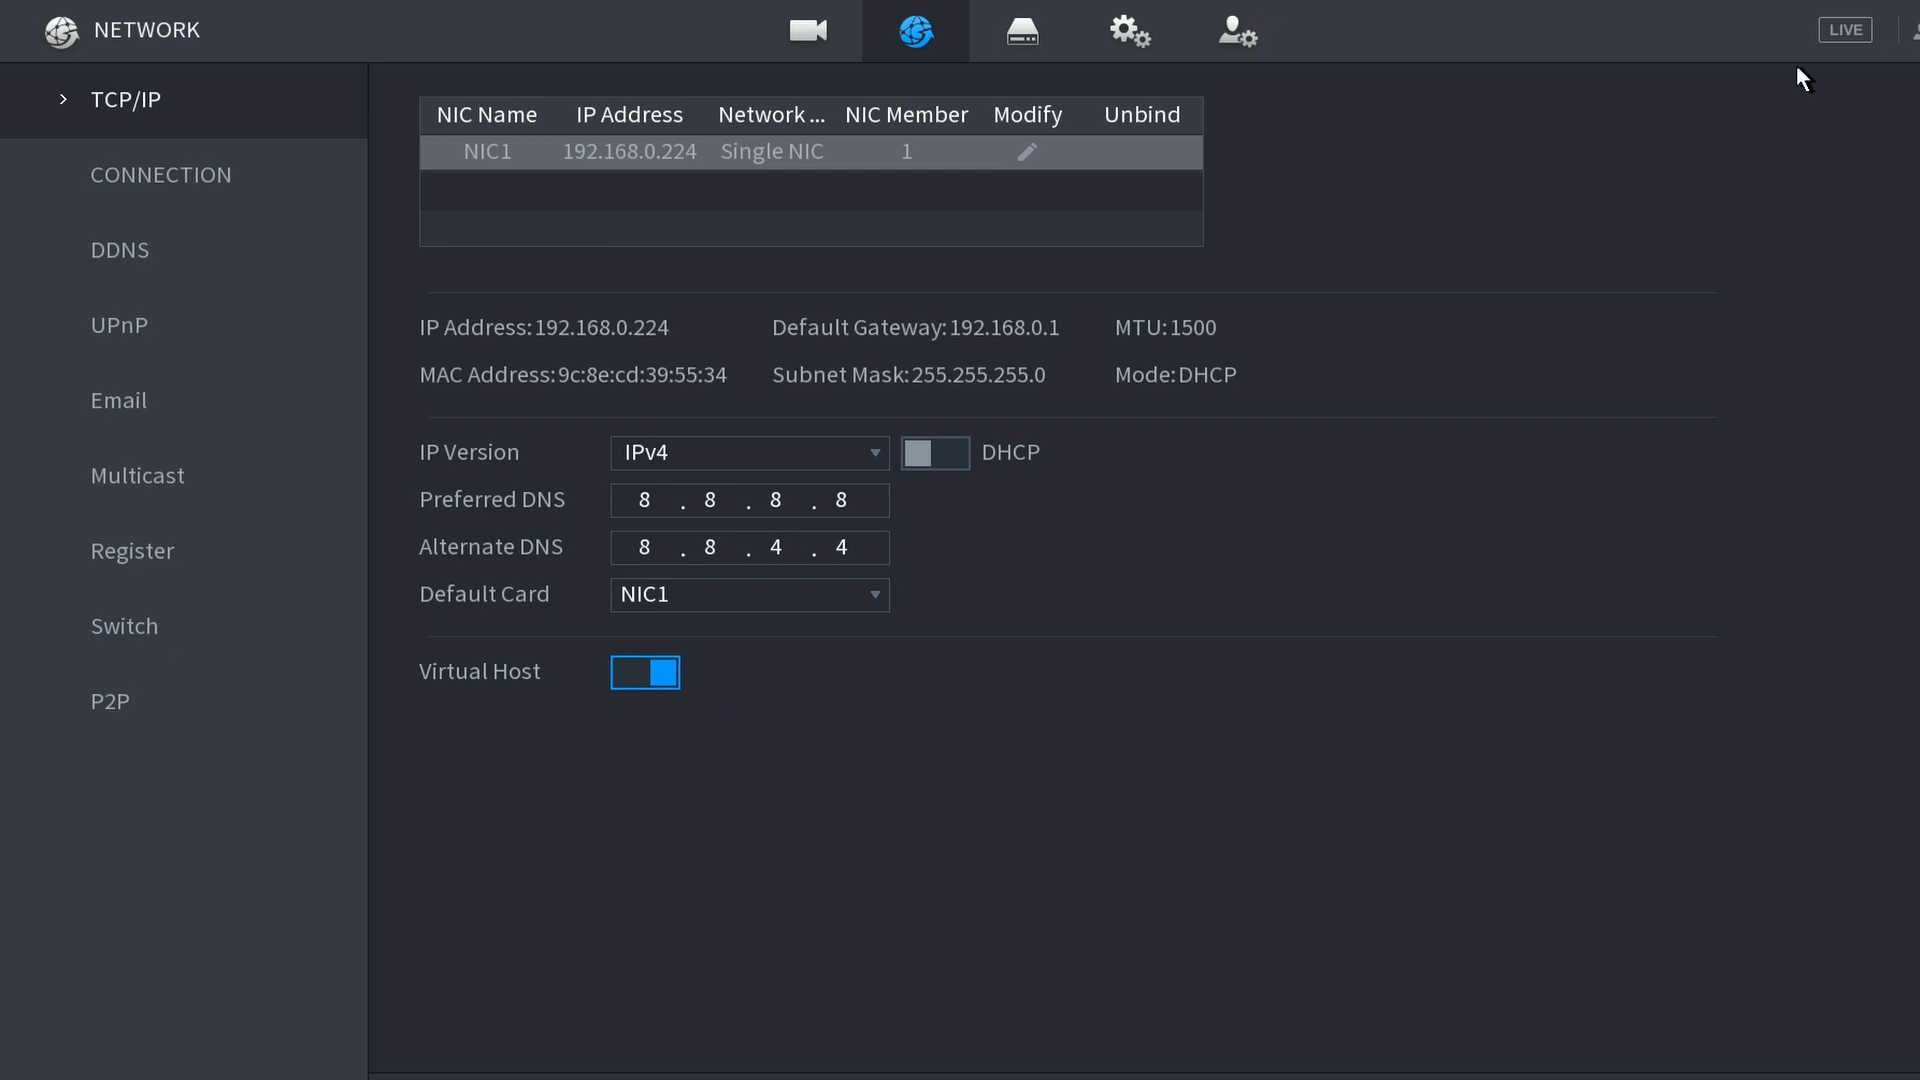 NETWORK
LIVE
TCP/IP
CONNECTION
DDNS
UPnP
Email
Multicast
Register
Switch
P2P
NIC Name IP Address Network ... NIC Member Modify Unbind
NIC1 192.168.0.224 Single NIC 1
IP Address:192.168.0.224 Default Gateway:192.168.0.1 MTU:1500
MAC Address:9c:8e:cd:39:55:34 Subnet Mask:255.255.255.0 Mode:DHCP
IP Version IPv4 DHCP
Preferred DNS 8 . 8 . 8 . 8
Alternate DNS 8 . 8 . 4 . 4
Default Card NIC1
Virtual Host